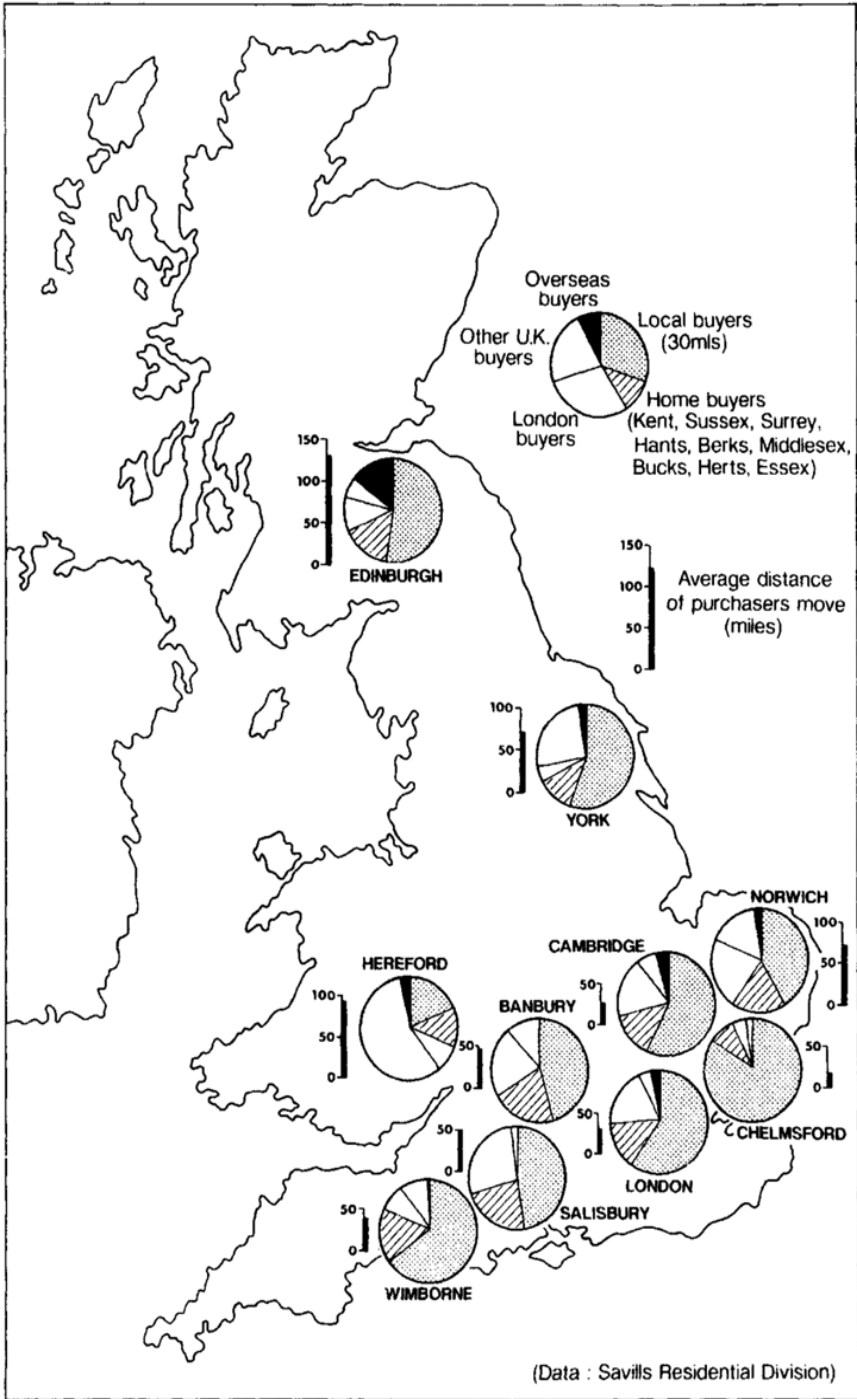 Overseas
buyers
Local buyers
(30mls)
Other U.K.
buyers
London
buyers
Home buyers
(Kent, Sussex, Surrey,
Hants, Berks, Middlesex,
Bucks, Herts, Essex)
150
100
50
0
EDINBURGH
150
100
50
0
Average distance
of purchasers move
(miles)
100
50
0
YORK
NORWICH
100
50
0
CAMBRIDGE
50
0
HEREFORD
100
50
0
BANBURY
50
0
50
0
CHELMSFORD
50
0
LONDON
50
0
SALISBURY
50
0
WIMBORNE
(Data : Savills Residential Division)